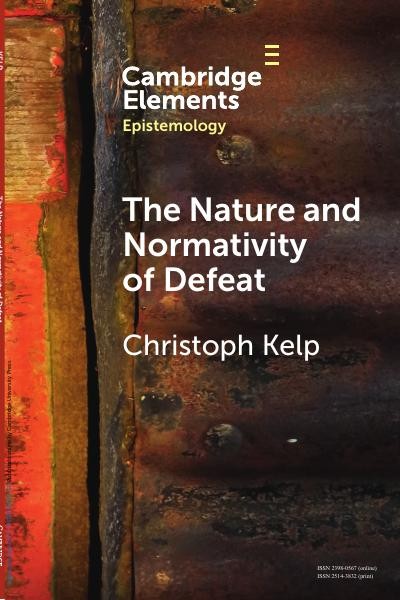 Cambridge
Elements
Epistemology
The Nature and
Normativity
of Defeat
Christoph Kelp
ISSN 2398-0567 (online)
ISSN 2514-3832 (print)